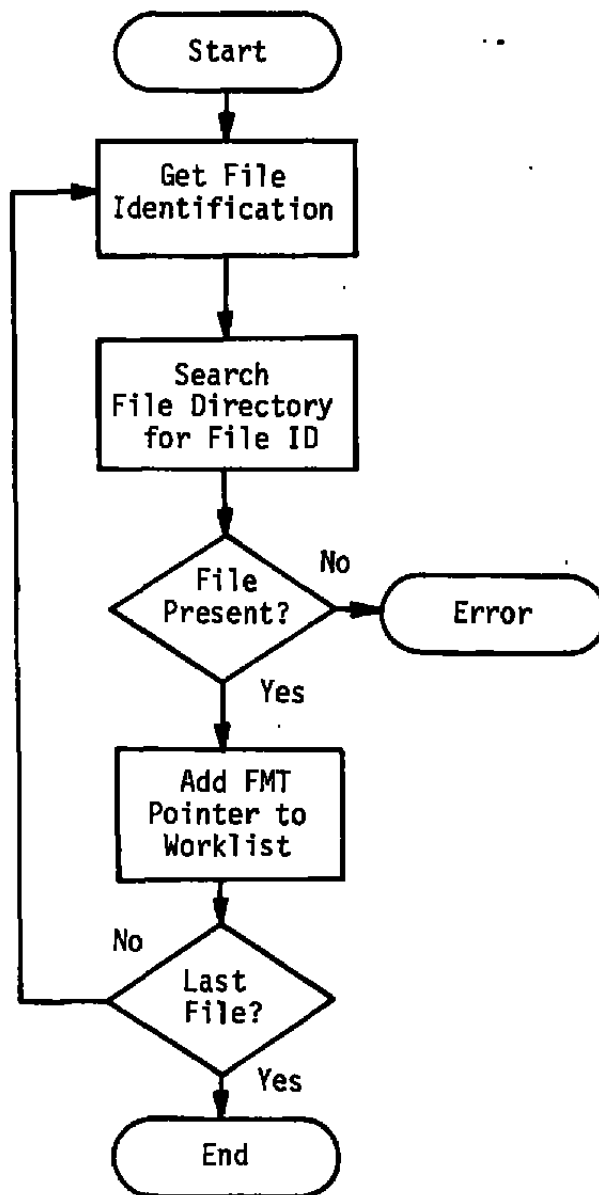 Start
Get File
Identification
Search
File Directory
for File ID
File
Present?
No
Error
Yes
Add FMT
Pointer to
Worklist
No
Last
File?
Yes
End